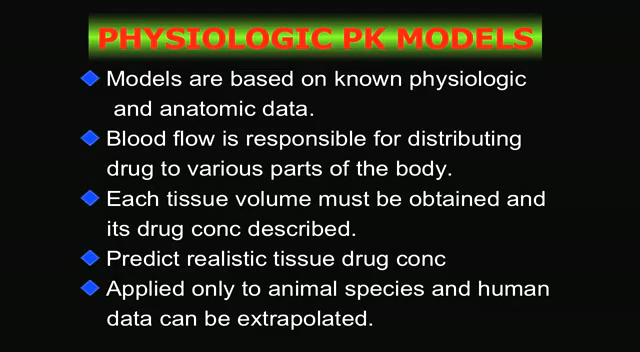 PHYSIOLOGIC PK MODELS
Models are based on known physiologic
and anatomic data.
Blood flow is responsible for distributing
drug to various parts of the body.
Each tissue volume must be obtained and
its drug conc described.
Predict realistic tissue drug conc
Applied only to animal species and human
data can be extrapolated.